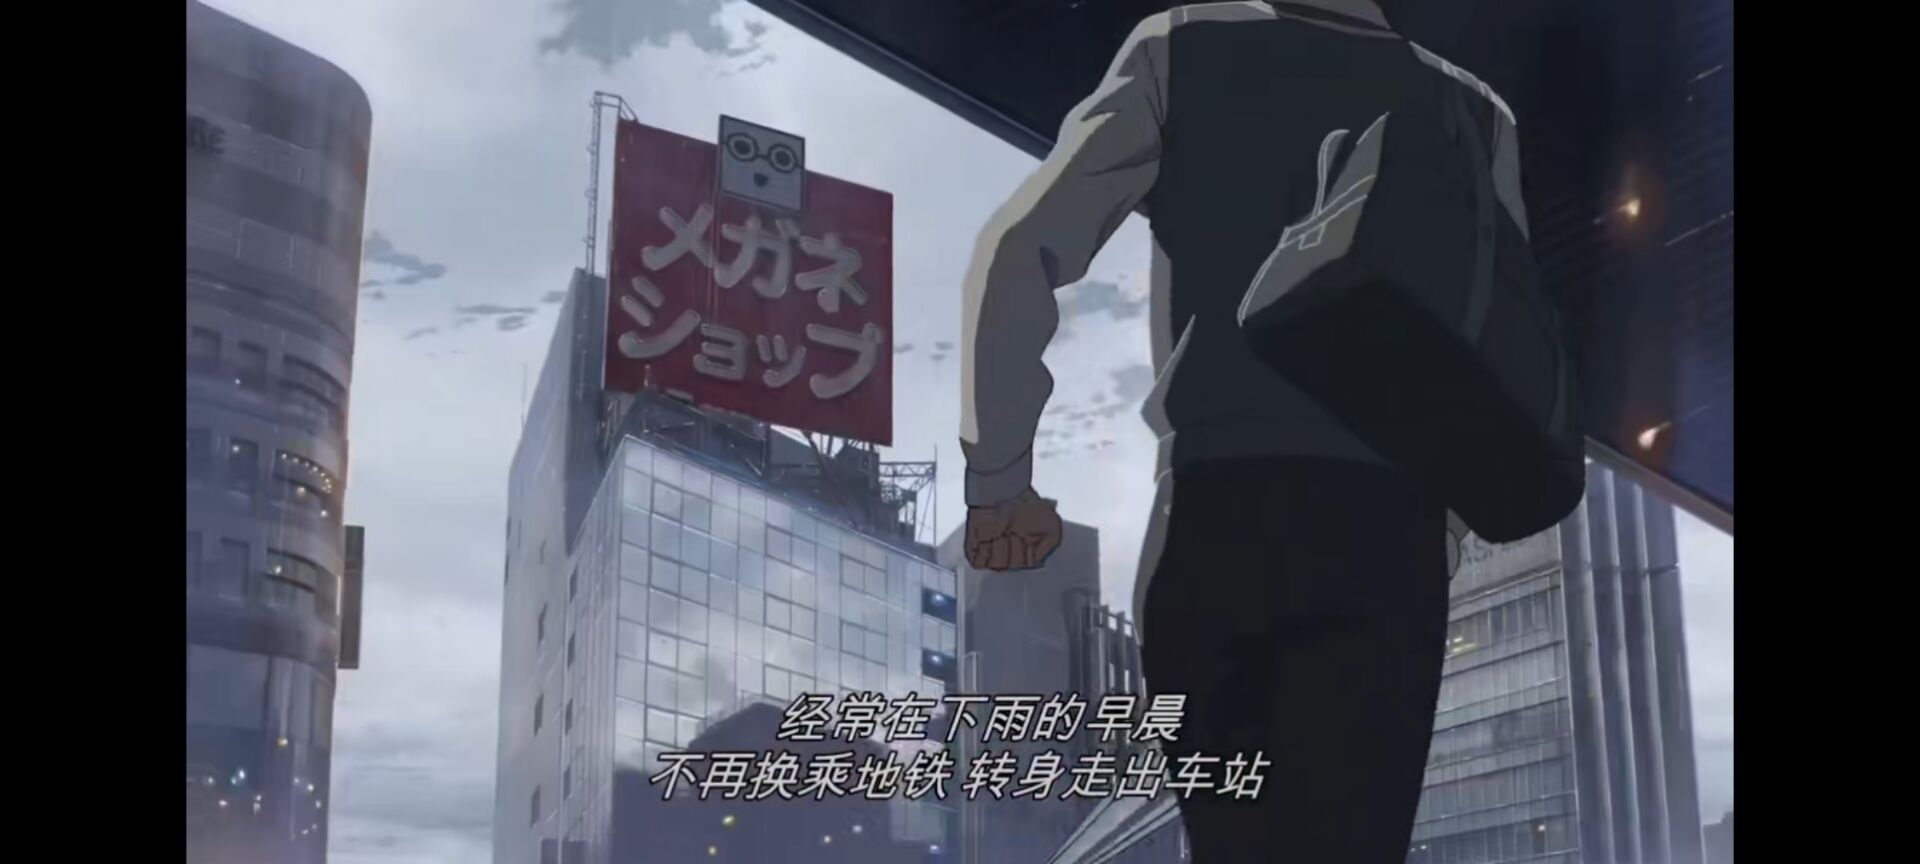 メガネ
ショップ
经常在下雨的早晨
不再换乘地铁 转身走出车站